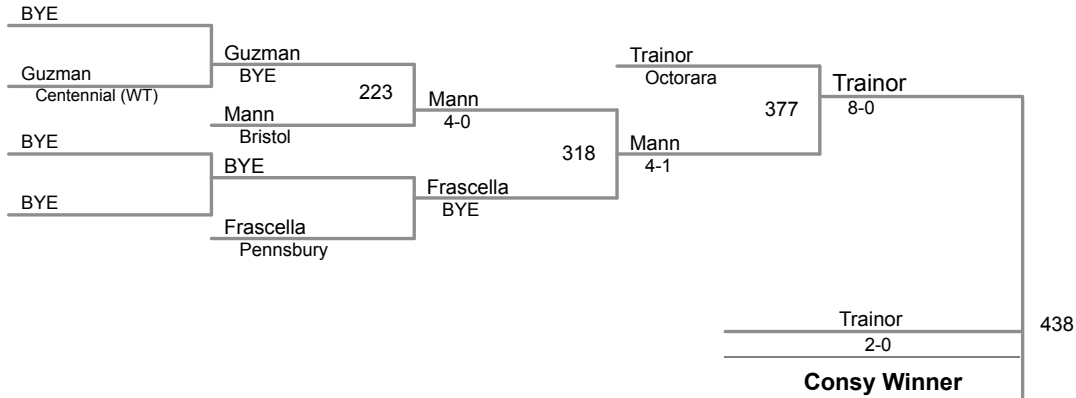 BYE
Guzman
Centennial (WT)
BYE
BYE
Guzman
BYE
223
Mann
Bristol
BYE
Frascella
Pennsbury
Mann
4-0
318
Frascella
BYE
Trainor
Octorara
377
Mann
4-1
Trainor
8-0
Trainor
2-0
438
Consy Winner